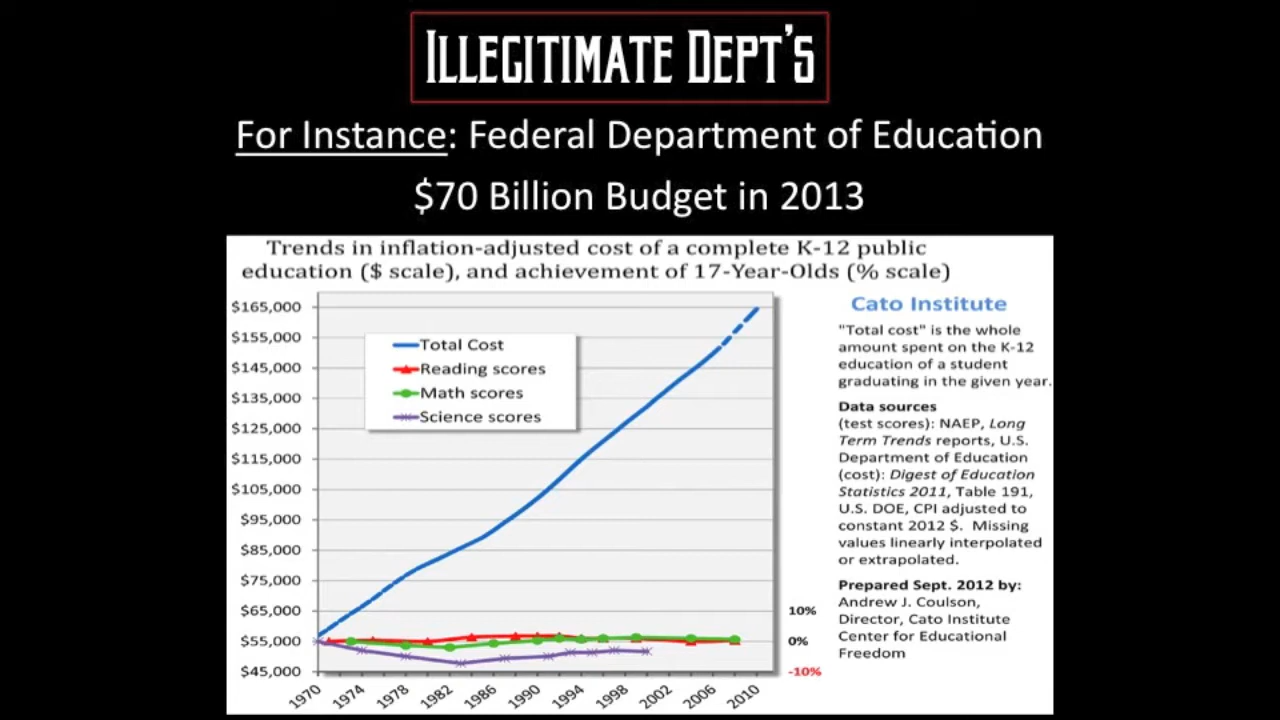 ILLEGITIMATE DEPT'S
For Instance: Federal Department of Education
$70 Billion Budget in 2013
Trends in inflation-adjusted cost of a complete K-12 public
education ($ scale), and achievement of 17-Year-Olds (% scale)
$165,000
$155,000
$145,000
$135,000
$125,000
$115,000
$105,000
$95,000
$85,000
$75,000
$65,000
$55,000
$45,000
Total Cost
Reading scores
Math scores
Science scores
10%
0%
-10%
1970
1974
1978
1982
1986
1990
1994
1998
2002
2006
2010
Cato Institute
"Total cost" is the whole
amount spent on the K-12
education of a student
graduating in the given year.
Data sources
(test scores): NAEP, Long
Term Trends reports, U.S.
Department of Education
(cost): Digest of Education
Statistics 2011, Table 191,
U.S. DOE, CPI adjusted to
constant 2012 $. Missing
values linearly interpolated
or extrapolated.
Prepared Sept. 2012 by:
Andrew J. Coulson,
Director, Cato Institute
Center for Educational
Freedom